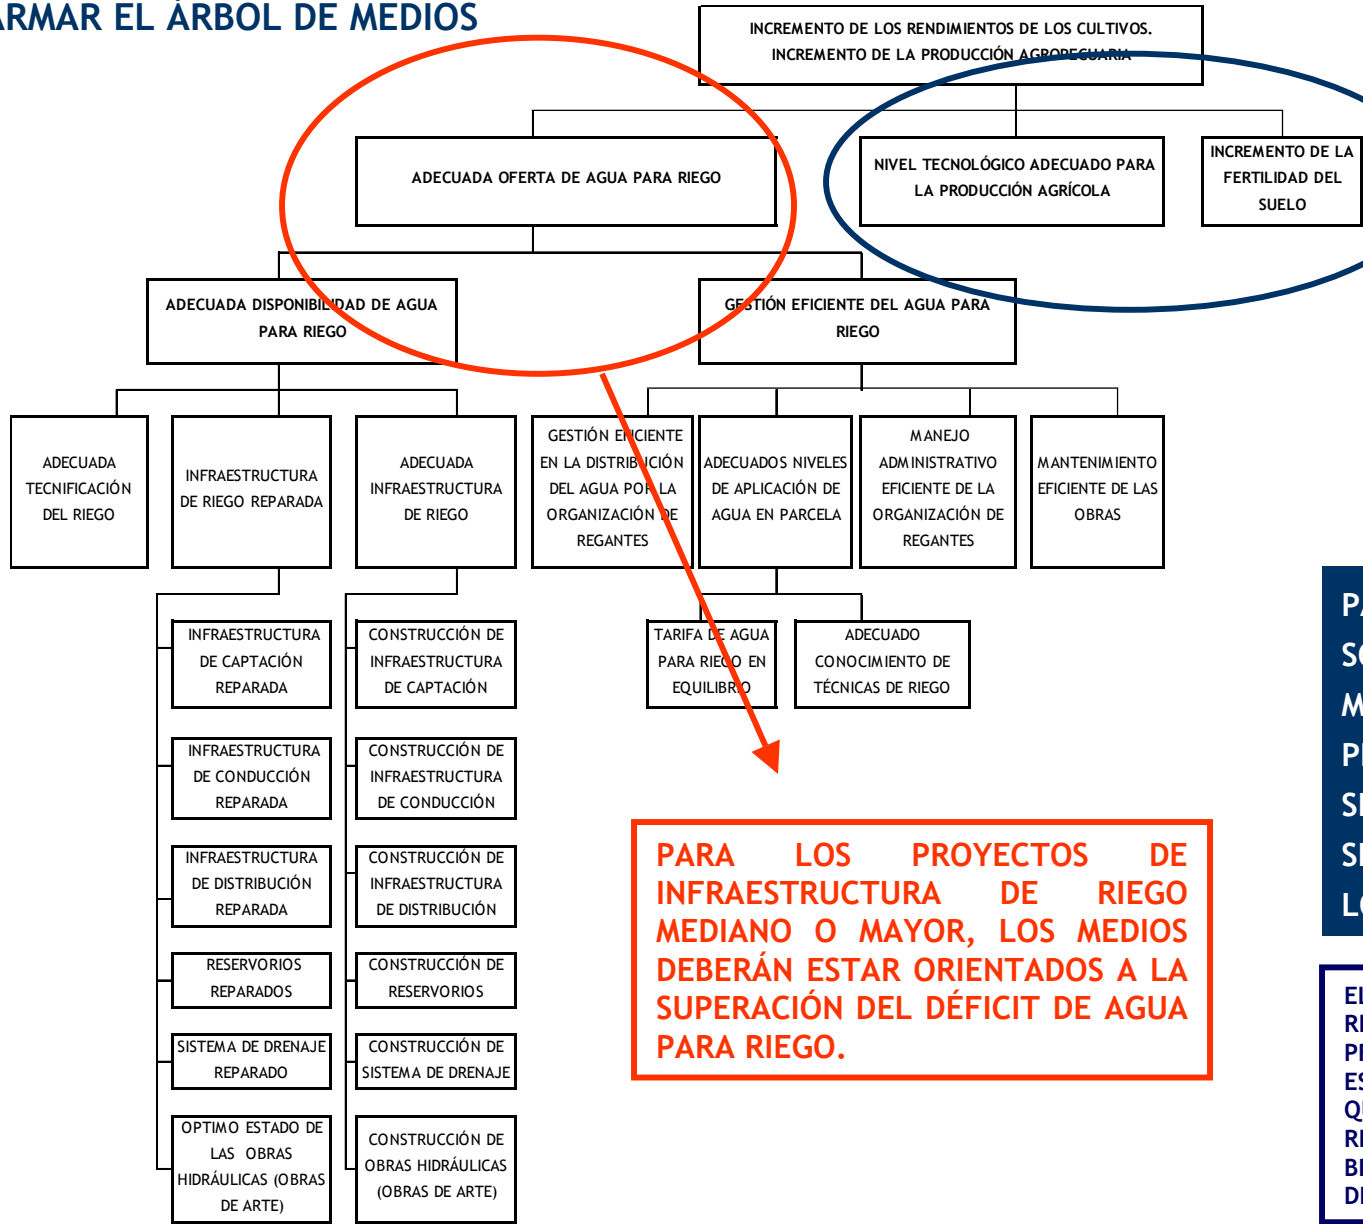 ARMAR EL ÁRBOL DE MEDIOS
INCREMENTO DE LOS RENDIMIENTOS DE LOS CULTIVOS.
INCREMENTO DE LA PRODUCCIÓN AGROPECUARIA
ADECUADA OFERTA DE AGUA PARA RIEGO
NIVEL TECNOLÓGICO ADECUADO PARA
LA PRODUCCIÓN AGRÍCOLA
INCREMENTO DE LA
FERTILIDAD DEL
SUELO
ADECUADA DISPONIBILIDAD DE AGUA
PARA RIEGO
GESTIÓN EFICIENTE DEL AGUA PARA
RIEGO
ADECUADA
TECNIFICACIÓN
DEL RIEGO
INFRAESTRUCTURA
DE RIEGO REPARADA
ADECUADA
INFRAESTRUCTURA
DE RIEGO
GESTIÓN EFICIENTE
EN LA DISTRIBUCIÓN
DEL AGUA POR LA
ORGANIZACIÓN DE
REGANTES
ADECUADOS NIVELES
DE APLICACIÓN DE
AGUA EN PARCELA
MANEJO
ADMINISTRATIVO
EFICIENTE DE LA
ORGANIZACIÓN DE
REGANTES
MANTENIMIENTO
EFICIENTE DE LAS
OBRAS
INFRAESTRUCTURA
DE CAPTACIÓN
REPARADA
CONSTRUCCIÓN DE
INFRAESTRUCTURA
DE CAPTACIÓN
TARIFA DE AGUA
PARA RIEGO EN
EQUILIBRIO
ADECUADO
CONOCIMIENTO DE
TÉCNICAS DE RIEGO
INFRAESTRUCTURA
DE CONDUCCIÓN
REPARADA
CONSTRUCCIÓN DE
INFRAESTRUCTURA
DE CONDUCCIÓN
INFRAESTRUCTURA
DE DISTRIBUCIÓN
REPARADA
CONSTRUCCIÓN DE
INFRAESTRUCTURA
DE DISTRIBUCIÓN
RESERVORIOS
REPARADOS
CONSTRUCCIÓN DE
RESERVORIOS
SISTEMA DE DRENAJE
REPARADO
CONSTRUCCIÓN DE
SISTEMA DE DRENAJE
OPTIMO ESTADO DE
LAS OBRAS
HIDRÁULICAS (OBRAS
DE ARTE)
CONSTRUCCIÓN DE
OBRAS HIDRÁULICAS
(OBRAS DE ARTE)
PARA LOS PROYECTOS DE
INFRAESTRUCTURA DE RIEGO
MEDIANO O MAYOR, LOS MEDIOS
DEBERÁN ESTAR ORIENTADOS A LA
SUPERACIÓN DEL DÉFICIT DE AGUA
PARA RIEGO.